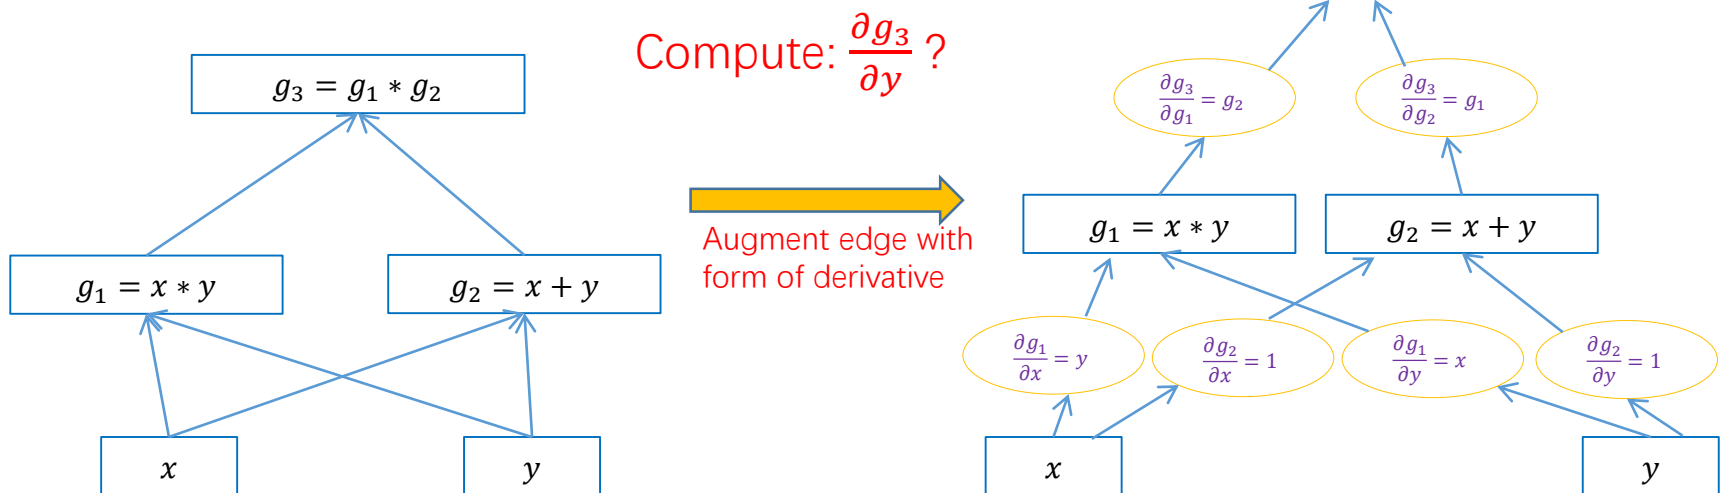 Compute: ∂g₃/∂y ?
g₃ = g₁ ∗ g₂
g₁ = x ∗ y
g₂ = x + y
x
y
Augment edge with
form of derivative
∂g₃/∂g₁ = g₂
∂g₃/∂g₂ = g₁
g₁ = x ∗ y
g₂ = x + y
∂g₁/∂x = y
∂g₂/∂x = 1
∂g₁/∂y = x
∂g₂/∂y = 1
x
y